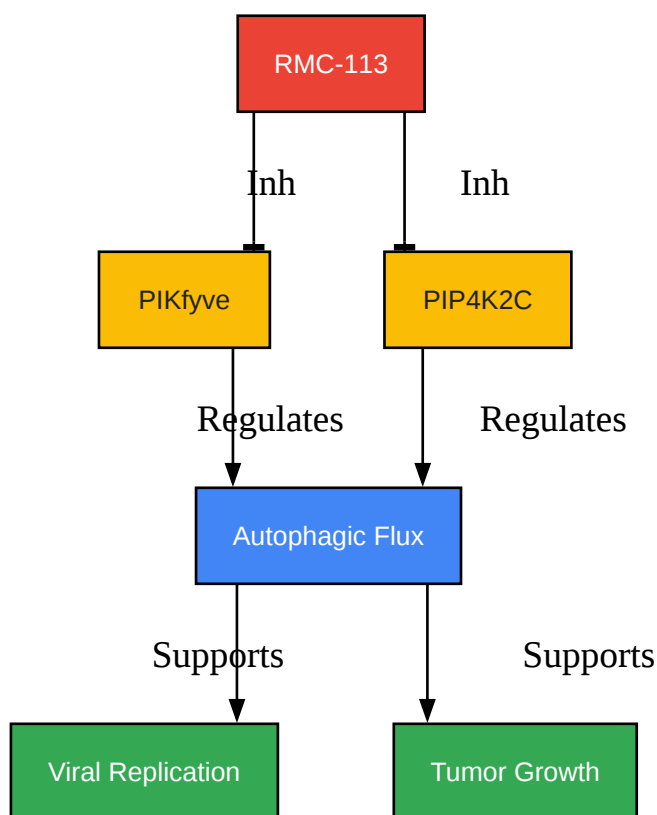 RMC-113
Inh
Inh
PIKfyve
PIP4K2C
Regulates
Regulates
Autophagic Flux
Supports
Supports
Viral Replication
Tumor Growth